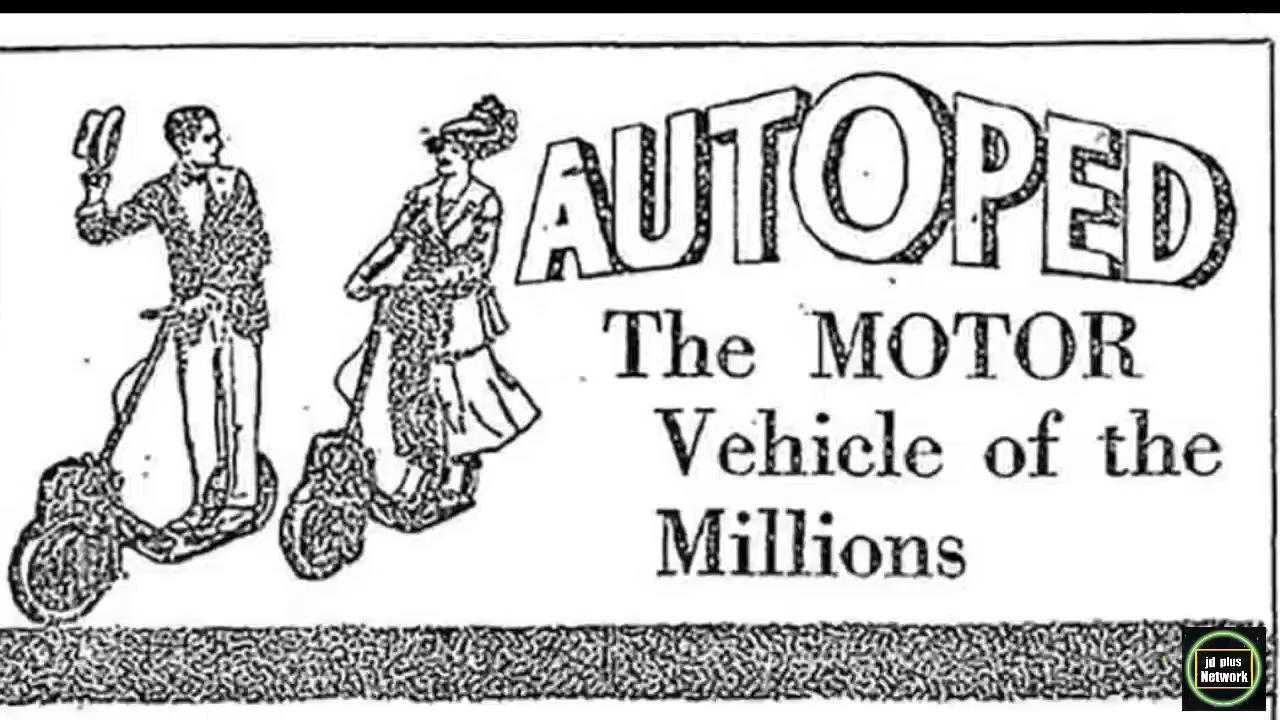 AUTOPED
The MOTOR
Vehicle of the
Millions
jd plus
Network